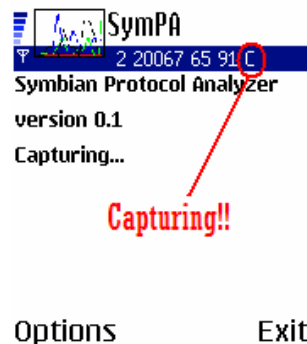 SymPA
2 20067 65 91 C
Symbian Protocol Analyzer
version 0.1
Capturing...
Capturing!!
Options Exit